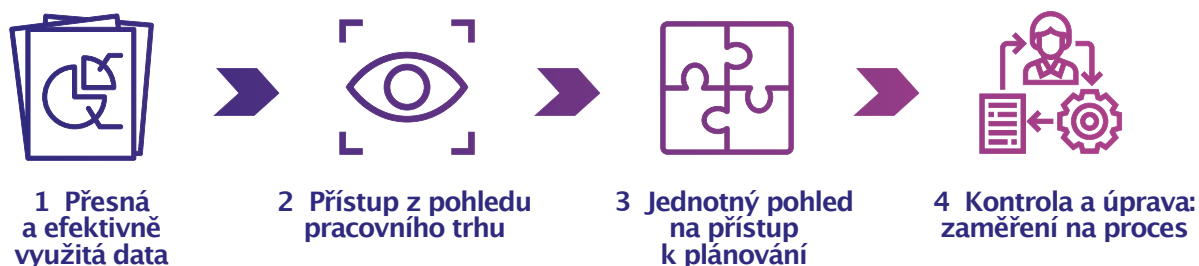 1 Přesná
a efektivně
využitá data
2 Přístup z pohledu
pracovního trhu
3 Jednotný pohled
na přístup
k plánování
4 Kontrola a úprava:
zaměření na proces